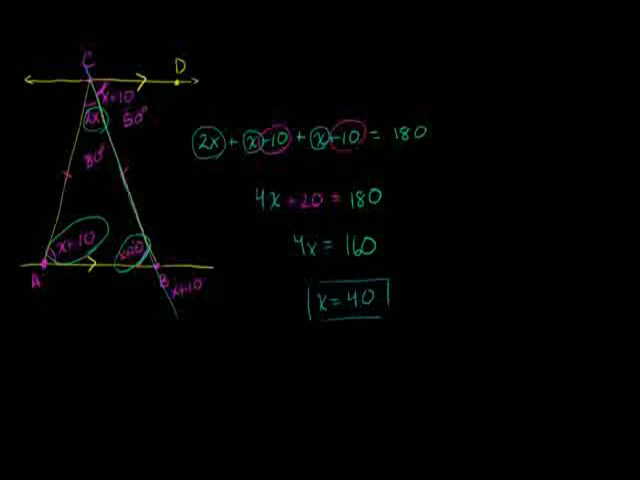 C
D
x+10
2x
50°
80°
x+10
x+10
A
B
x+10
2x + x+10 + x+10 = 180
4x + 20 = 180
4x = 160
x = 40